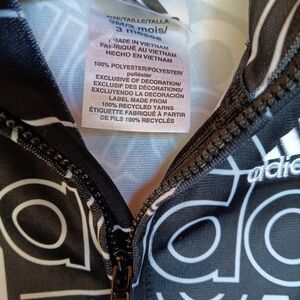 SIZE/TAILLE/TALLA
3M/3 mois/
3 meses
MADE IN VIETNAM
FABRIQUÉ AU VIETNAM
HECHO EN VIETNAM
100% POLYESTER/POLYESTER/
poliéster
EXCLUSIVE OF DECORATION/
EXCLUSIF DE DÉCORATION/
EXCLUYENDO LA DECORACIÓN
LABEL MADE FROM
100% RECYCLED YARNS
ÉTIQUETTE FABRIQUÉ À PARTIR
DE FILS 100% RECYCLÉS
adid